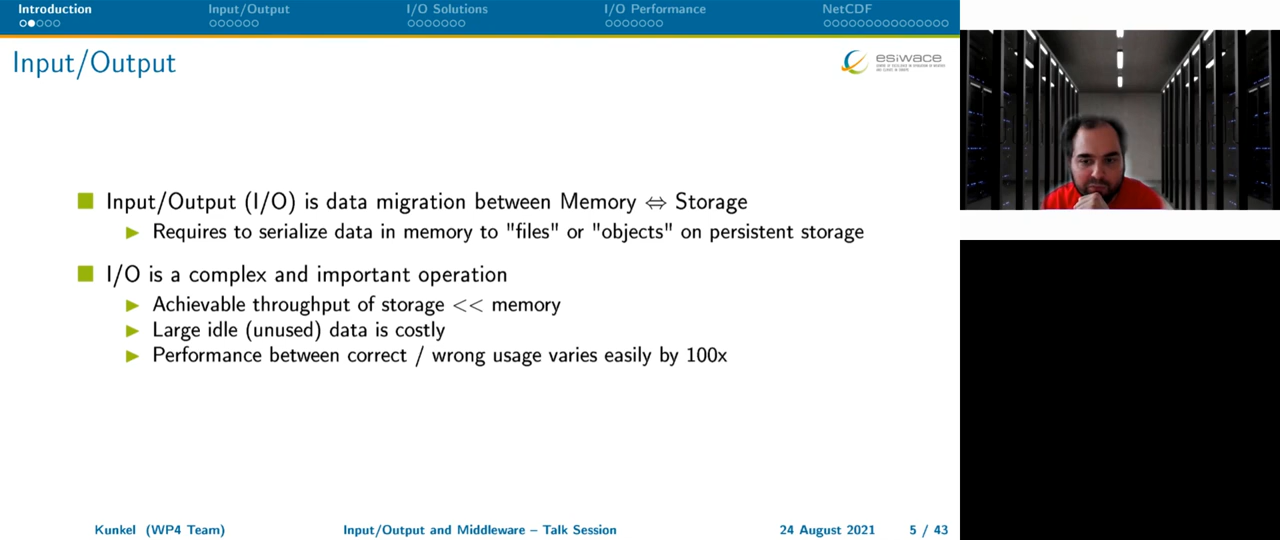 Introduction
Input/Output
I/O Solutions
I/O Performance
NetCDF
Input/Output
esiwace
Input/Output (I/O) is data migration between Memory ⇔ Storage
Requires to serialize data in memory to "files" or "objects" on persistent storage
I/O is a complex and important operation
Achievable throughput of storage << memory
Large idle (unused) data is costly
Performance between correct / wrong usage varies easily by 100x
Kunkel (WP4 Team)
Input/Output and Middleware – Talk Session
24 August 2021
5 / 43